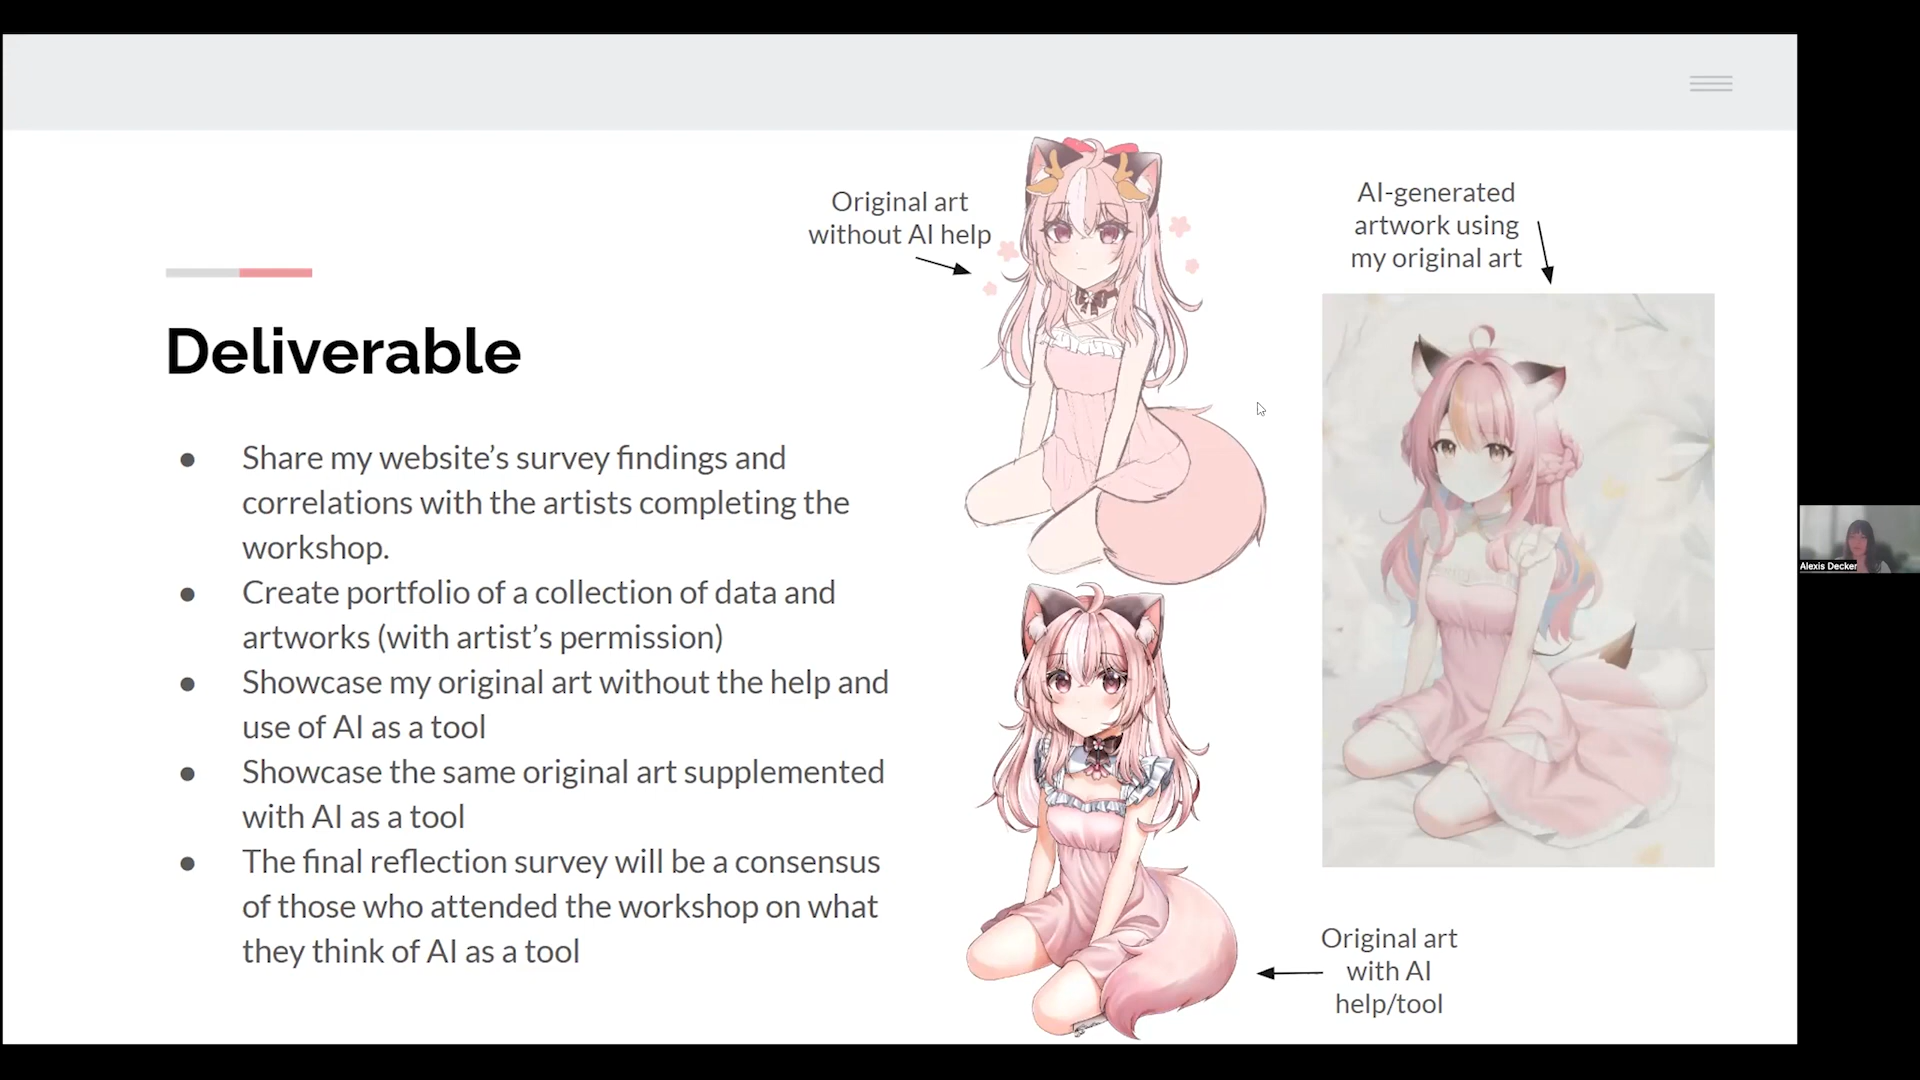 Original art
without AI help
AI-generated
artwork using
my original art
Deliverable
● Share my website’s survey findings and
correlations with the artists completing the
workshop.
● Create portfolio of a collection of data and
artworks (with artist’s permission)
● Showcase my original art without the help and
use of AI as a tool
● Showcase the same original art supplemented
with AI as a tool
● The final reflection survey will be a consensus
of those who attended the workshop on what
they think of AI as a tool
Original art
with AI
help/tool
Alexis Decker